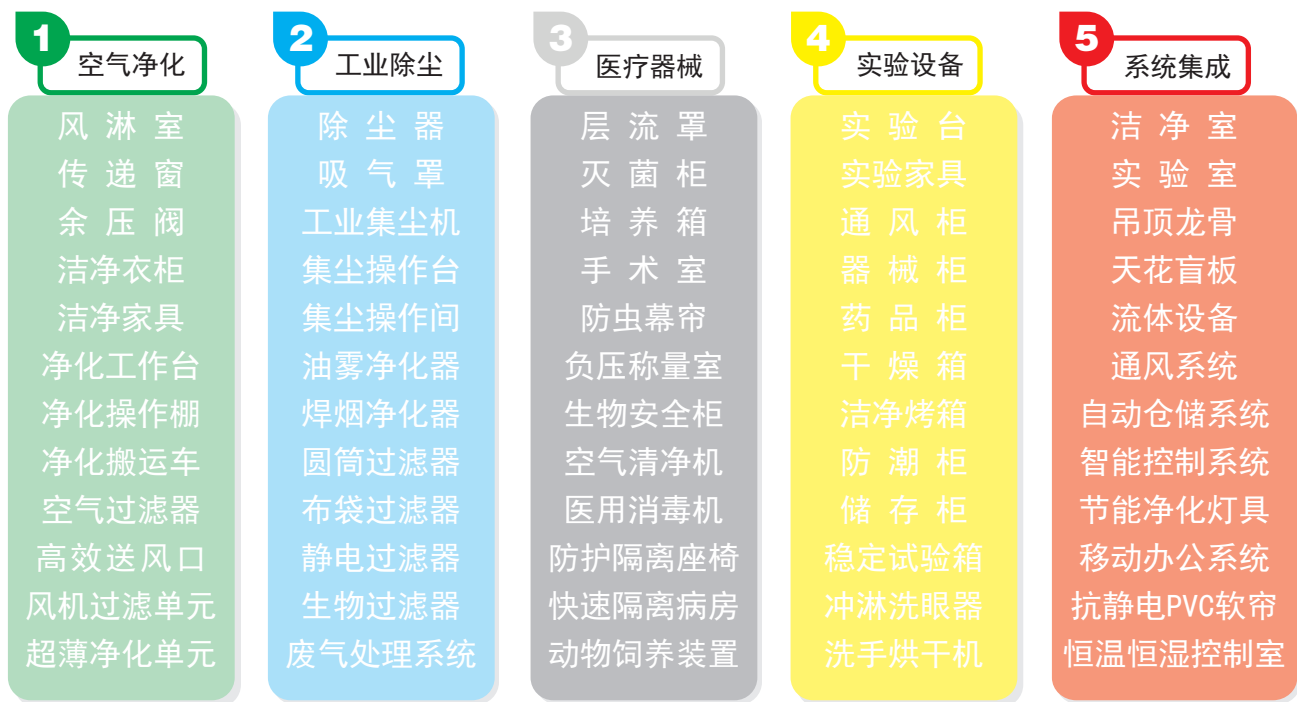 1
空气净化
风淋室
传递窗
余压阀
洁净衣柜
洁净家具
净化工作台
净化操作棚
净化搬运车
空气过滤器
高效送风口
风机过滤单元
超薄净化单元
2
工业除尘
除尘器
吸气罩
工业集尘机
集尘操作台
集尘操作间
油雾净化器
焊烟净化器
圆筒过滤器
布袋过滤器
静电过滤器
生物过滤器
废气处理系统
3
医疗器械
层流罩
灭菌柜
培养箱
手术室
防虫幕帘
负压称量室
生物安全柜
空气清净机
医用消毒机
防护隔离座椅
快速隔离病房
动物饲养装置
4
实验设备
实验台
实验家具
通风柜
器械柜
药品柜
干燥箱
洁净烤箱
防潮柜
储存柜
稳定试验箱
冲淋洗眼器
洗手烘干机
5
系统集成
洁净室
实验室
吊顶龙骨
天花盲板
流体设备
通风系统
自动仓储系统
智能控制系统
节能净化灯具
移动办公系统
抗静电PVC软帘
恒温恒湿控制室